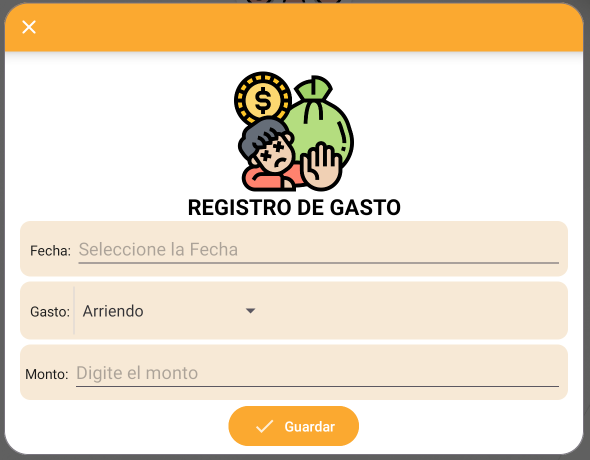 REGISTRO DE GASTO
Fecha: Seleccione la Fecha
Gasto: Arriendo
Monto: Digite el monto
Guardar